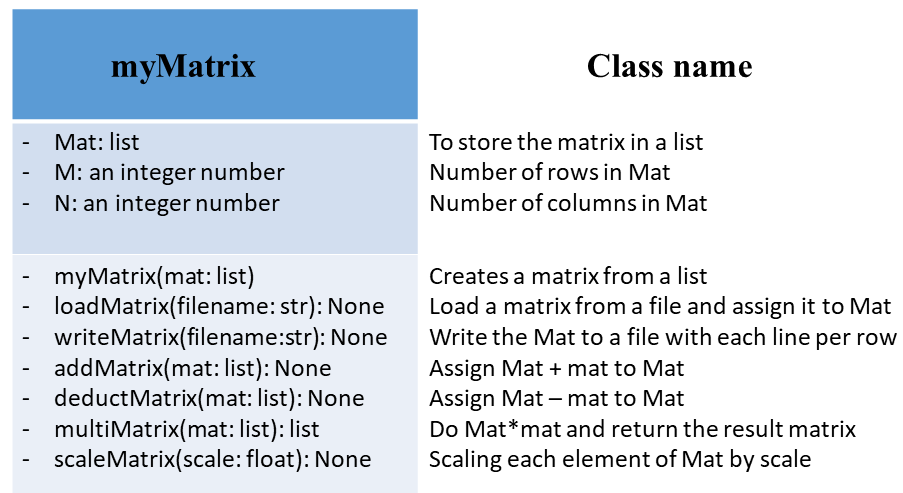 myMatrix Class name
- Mat: list To store the matrix in a list
- M: an integer number Number of rows in Mat
- N: an integer number Number of columns in Mat
- myMatrix(mat: list) Creates a matrix from a list
- loadMatrix(filename: str): None Load a matrix from a file and assign it to Mat
- writeMatrix(filename:str): None Write the Mat to a file with each line per row
- addMatrix(mat: list): None Assign Mat + mat to Mat
- deductMatrix(mat: list): None Assign Mat – mat to Mat
- multiMatrix(mat: list): list Do Mat*mat and return the result matrix
- scaleMatrix(scale: float): None Scaling each element of Mat by scale